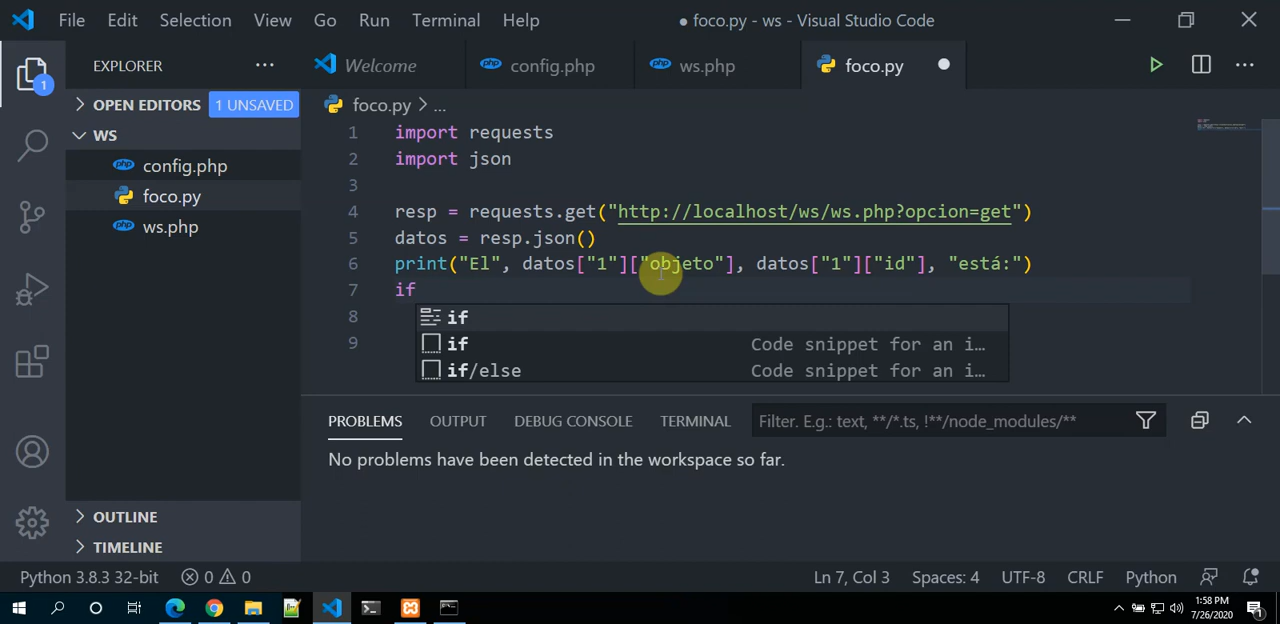 File Edit Selection View Go Run Terminal Help ● foco.py - ws - Visual Studio Code
EXPLORER ... Welcome config.php ws.php foco.py ●
OPEN EDITORS 1 UNSAVED
WS
config.php
foco.py
ws.php
OUTLINE
TIMELINE
1
foco.py > ...
1 import requests
2 import json
3
4 resp = requests.get("http://localhost/ws/ws.php?opcion=get")
5 datos = resp.json()
6 print("El", datos["1"]["objeto"], datos["1"]["id"], "está:")
7 if
8
9
if
if Code snippet for an i…
if/else Code snippet for an i…
PROBLEMS OUTPUT DEBUG CONSOLE TERMINAL Filter. E.g.: text, **/*.ts, !**/node_modules/**
No problems have been detected in the workspace so far.
Python 3.8.3 32-bit 0 0 Ln 7, Col 3 Spaces: 4 UTF-8 CRLF Python
1:58 PM
7/26/2020
1